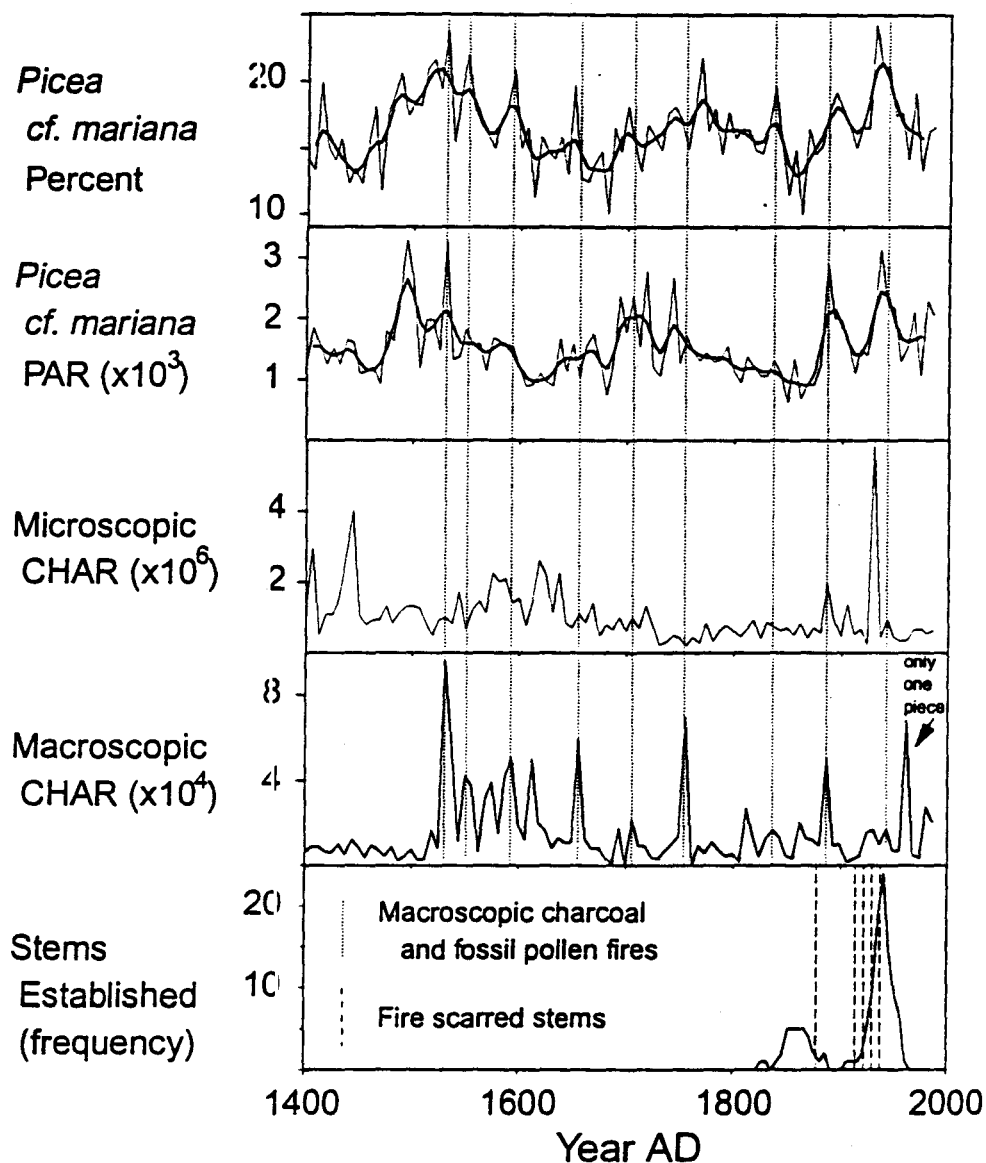 Picea
cf. mariana
Percent
20
10
Picea
cf. mariana
PAR (x10³)
3
2
1
Microscopic
CHAR (x10⁶)
4
2
Macroscopic
CHAR (x10⁴)
8
4
only
one
piece
Stems
Established
(frequency)
20
10
Macroscopic charcoal
and fossil pollen fires
Fire scarred stems
1400
1600
1800
2000
Year AD